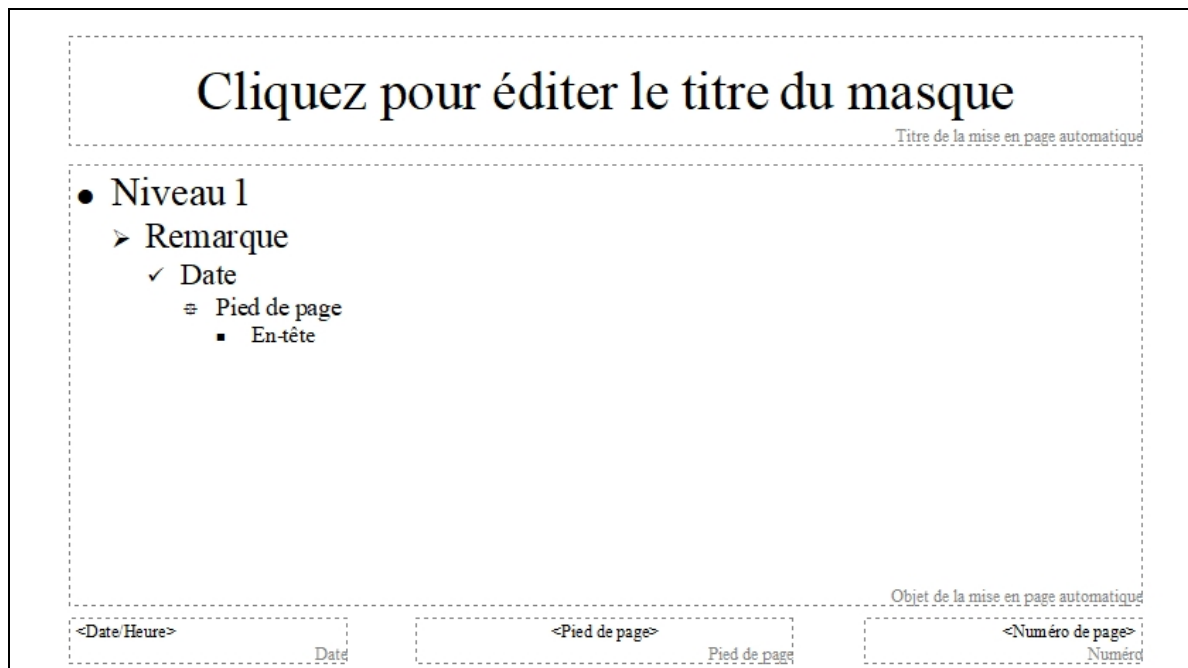 Cliquez pour éditer le titre du masque
Titre de la mise en page automatique
● Niveau 1
➢ Remarque
✓ Date
Pied de page
▪ En-tête
Objet de la mise en page automatique
<Date/Heure>
Date
<Pied de page>
Pied de page
<Numéro de page>
Numéro